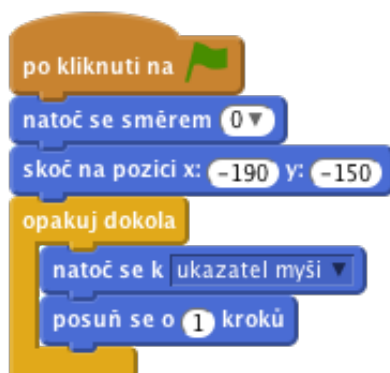 po kliknuti na
natoč se směrem 0
skoč na pozici x: -190 y: -150
opakuj dokola
natoč se k ukazatel myši
posuň se o 1 kroků